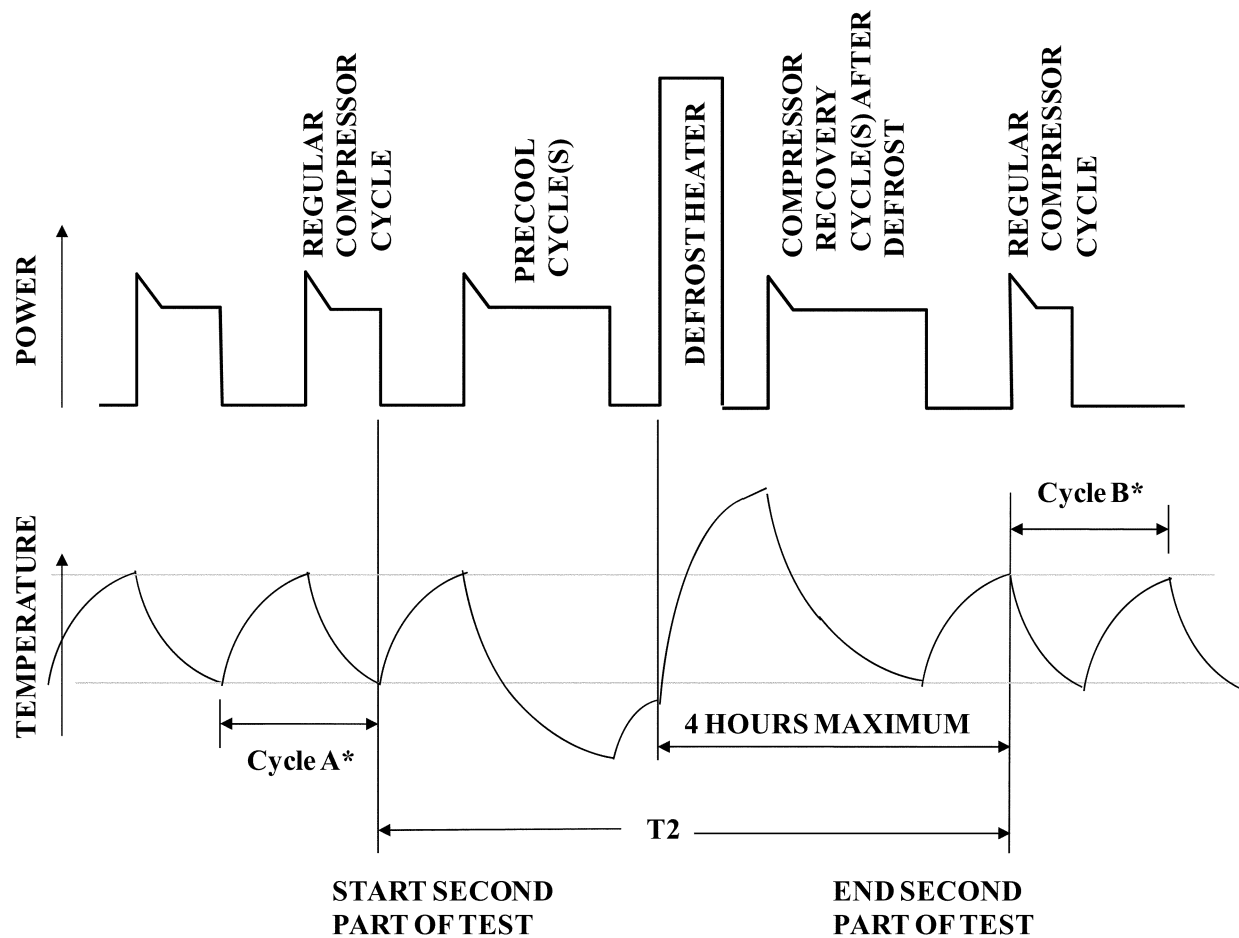 POWER
REGULAR
COMPRESSOR
CYCLE
PRECOOL
CYCLE(S)
DEFROST HEATER
COMPRESSOR
RECOVERY
CYCLE(S) AFTER
DEFROST
REGULAR
COMPRESSOR
CYCLE
TEMPERATURE
Cycle B*
4 HOURS MAXIMUM
Cycle A*
T2
START SECOND
PART OF TEST
END SECOND
PART OF TEST